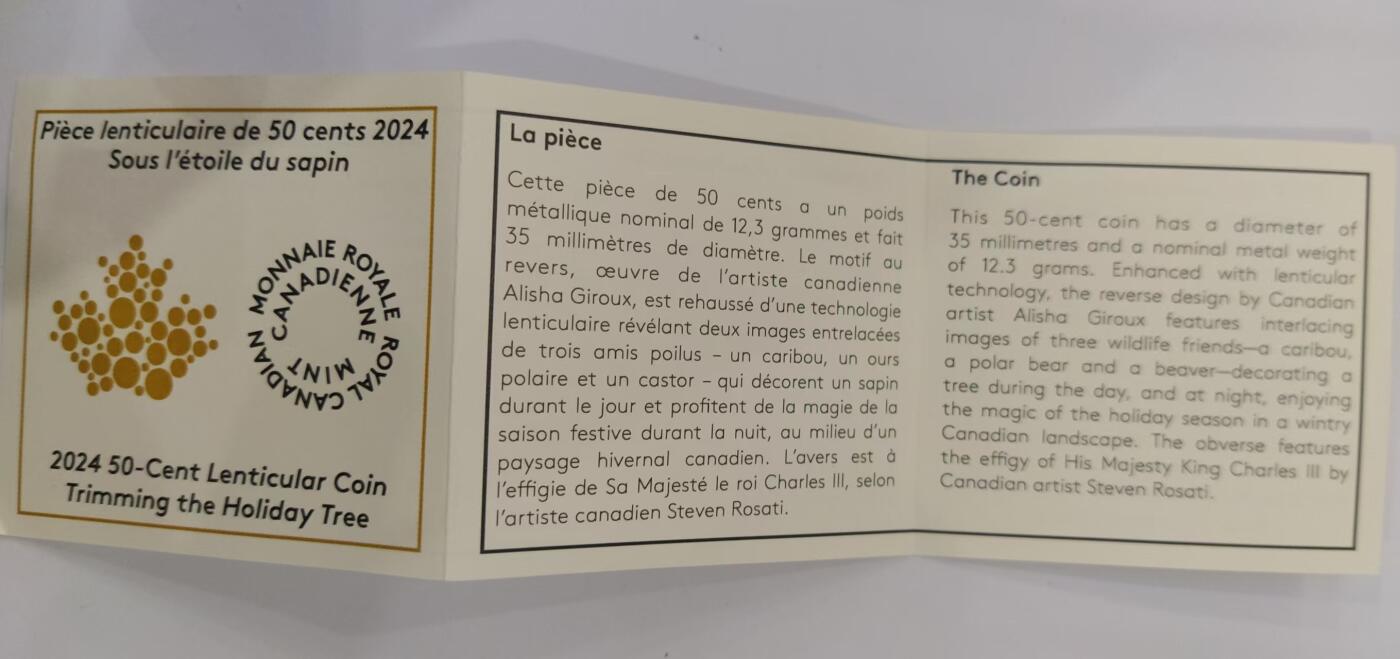 Pièce lenticulaire de 50 cents 2024
Sous l'étoile du sapin
MONNAIE ROYALE CANADIENNE
ROYAL CANADIAN MINT
2024 50-Cent Lenticular Coin
Trimming the Holiday Tree
La pièce
Cette pièce de 50 cents a un poids
métallique nominal de 12,3 grammes et fait
35 millimètres de diamètre. Le motif au
revers, œuvre de l'artiste canadienne
Alisha Giroux, est rehaussé d'une technologie
lenticulaire révélant deux images entrelacées
de trois amis poilus – un caribou, un ours
polaire et un castor – qui décorent un sapin
durant le jour et profitent de la magie de la
saison festive durant la nuit, au milieu d'un
paysage hivernal canadien. L'avers est à
l'effigie de Sa Majesté le roi Charles III, selon
l'artiste canadien Steven Rosati.
The Coin
This 50-cent coin has a diameter of
35 millimetres and a nominal metal weight
of 12.3 grams. Enhanced with lenticular
technology, the reverse design by Canadian
artist Alisha Giroux features interlacing
images of three wildlife friends—a caribou,
a polar bear and a beaver—decorating a
tree during the day, and at night, enjoying
the magic of the holiday season in a wintry
Canadian landscape. The obverse features
the effigy of His Majesty King Charles III by
Canadian artist Steven Rosati.